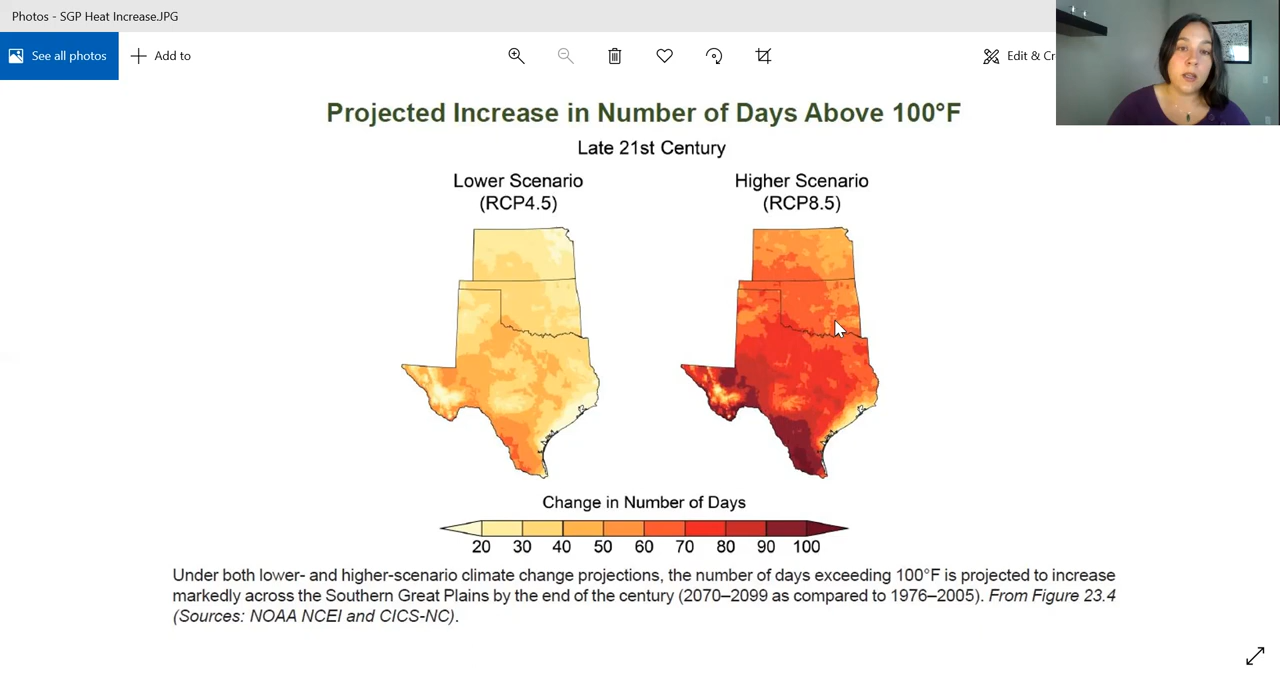 Photos - SGP Heat Increase.JPG
See all photos
Add to
Edit & Cr
Projected Increase in Number of Days Above 100°F
Late 21st Century
Lower Scenario
(RCP4.5)
Higher Scenario
(RCP8.5)
Change in Number of Days
20 30 40 50 60 70 80 90 100
Under both lower- and higher-scenario climate change projections, the number of days exceeding 100°F is projected to increase
markedly across the Southern Great Plains by the end of the century (2070–2099 as compared to 1976–2005). From Figure 23.4
(Sources: NOAA NCEI and CICS-NC).